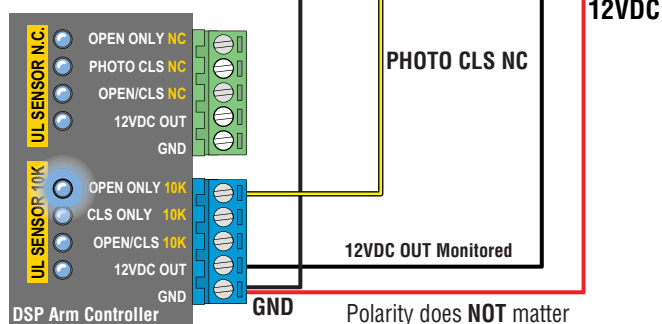 12VDC
UL SENSOR N.C.
OPEN ONLY NC
PHOTO CLS NC
OPEN/CLS NC
12VDC OUT
GND
PHOTO CLS NC
UL SENSOR 10K
OPEN ONLY 10K
CLS ONLY 10K
OPEN/CLS 10K
12VDC OUT
GND
12VDC OUT Monitored
GND
Polarity does NOT matter
DSP Arm Controller